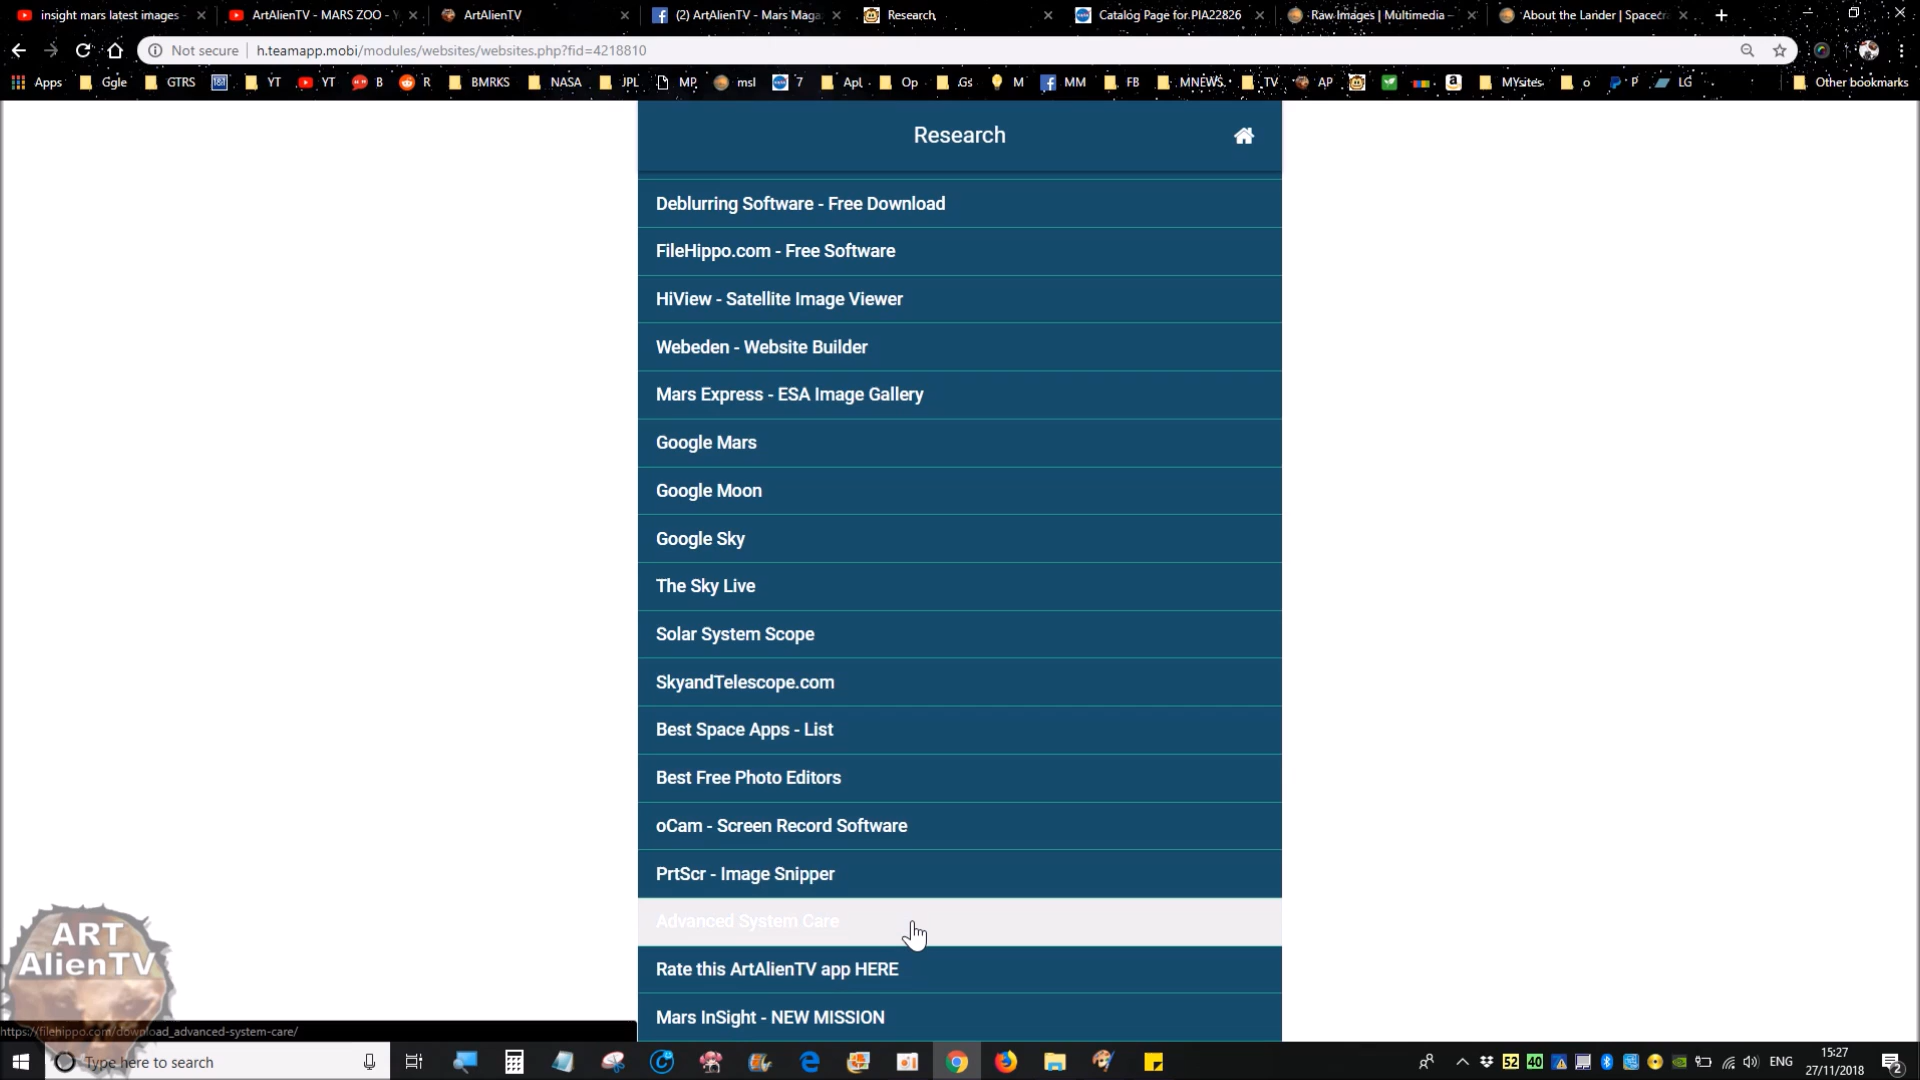 insight mars latest images
ArtAlienTV - MARS ZOO - Y
ArtAlienTV
(2) ArtAlienTV - Mars Maga
Research
Catalog Page for PIA22826
Raw Images | Multimedia –
About the Lander | Spacecra
Not secure
h.teamapp.mobi/modules/websites/websites.php?fid=4218810
Apps
Ggle
GTRS
YT
YT
B
R
BMRKS
NASA
JPL
MP
msl
7
Apl
Op
.Gs
M
MM
FB
MNEWS
TV
AP
MYsites
o
P
LG
Other bookmarks
Research
Deblurring Software - Free Download
FileHippo.com - Free Software
HiView - Satellite Image Viewer
Webeden - Website Builder
Mars Express - ESA Image Gallery
Google Mars
Google Moon
Google Sky
The Sky Live
Solar System Scope
SkyandTelescope.com
Best Space Apps - List
Best Free Photo Editors
oCam - Screen Record Software
PrtScr - Image Snipper
Advanced System Care
Rate this ArtAlienTV app HERE
Mars InSight - NEW MISSION
ART
AlienTV
https://filehippo.com/download_advanced-system-care/
Type here to search
52
40
ENG
15:27
27/11/2018
2